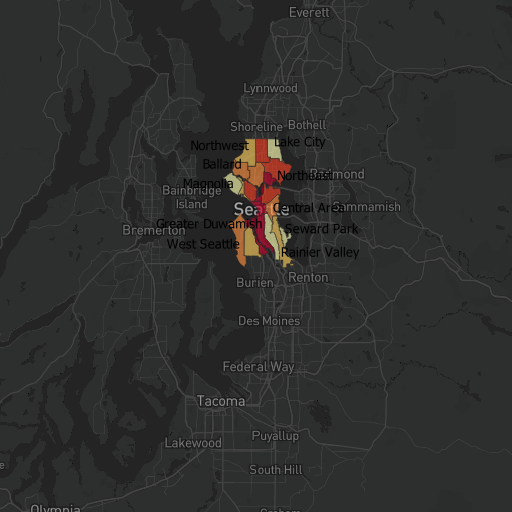 Everett
Lynnwood
Shoreline
Bothell
Lake City
Northwest
Ballard
Northeast
Redmond
Magnolia
Bainbridge
Island
Seattle
Central Area
Sammamish
Greater Duwamish
Seward Park
Bremerton
West Seattle
Rainier Valley
Renton
Burien
Des Moines
Federal Way
Tacoma
Puyallup
Lakewood
South Hill
Olympia